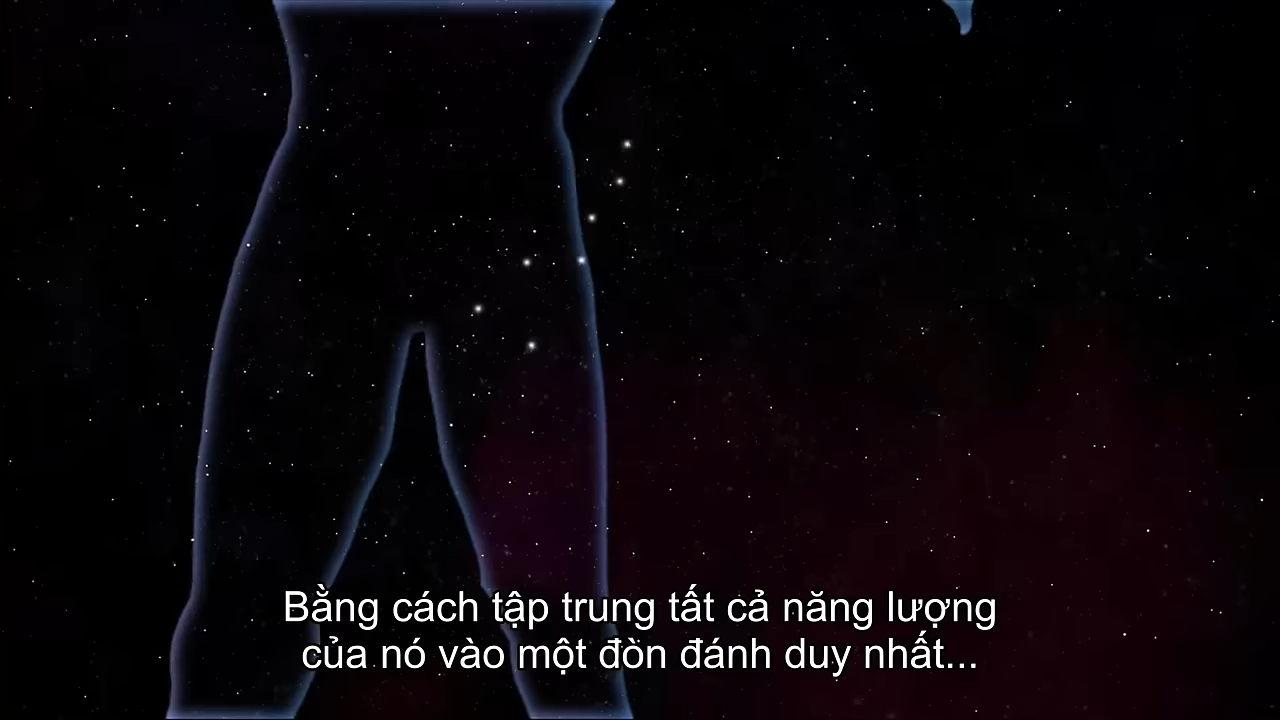 Bằng cách tập trung tất cả năng lượng
của nó vào một đòn đánh duy nhất...